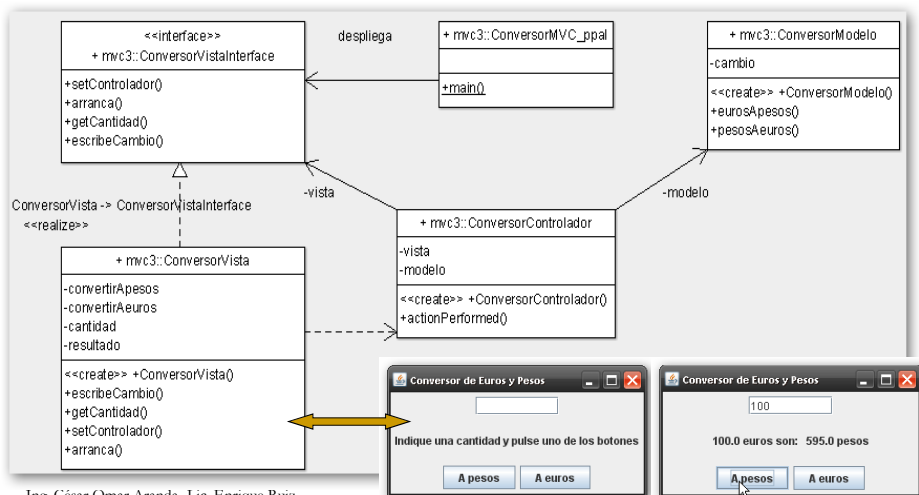 <<interface>>
+ mvc3::ConversorVistaInterface
+setControlador()
+arranca()
+getCantidad()
+escribeCambio()
despliega
+ mvc3::ConversorMVC_ppal
+main()
+ mvc3::ConversorModelo
-cambio
<<create>> +ConversorModelo()
+eurosApesos()
+pesosAeuros()
-vista
-modelo
ConversorVista -> ConversorVistaInterface
<<realize>>
+ mvc3::ConversorControlador
-vista
-modelo
<<create>> +ConversorControlador()
+actionPerformed()
+ mvc3::ConversorVista
-convertirApesos
-convertirAeuros
-cantidad
-resultado
<<create>> +ConversorVista()
+escribeCambio()
+getCantidad()
+setControlador()
+arranca()
Conversor de Euros y Pesos
Indique una cantidad y pulse uno de los botones
A pesos A euros
Conversor de Euros y Pesos
100
100.0 euros son: 595.0 pesos
A pesos A euros
Ing. César Omar Aranda, Lic. Enrique Ruiz